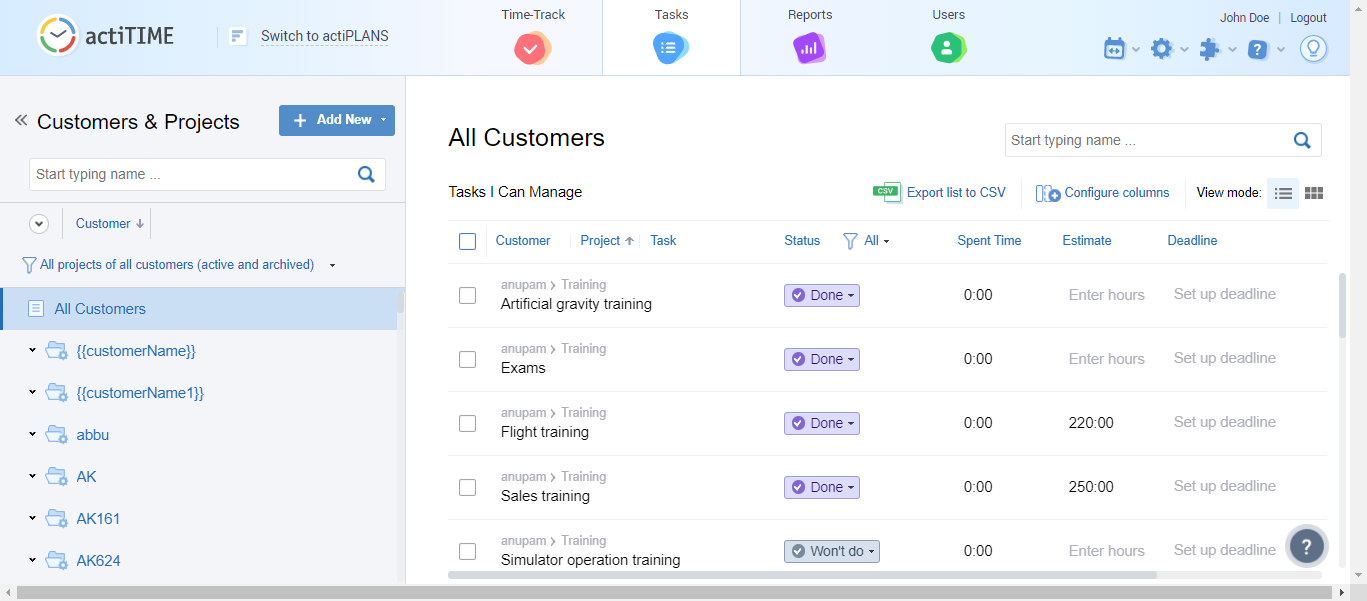 actiTIME
Switch to actiPLANS
Time-Track
Tasks
Reports
Users
John Doe | Logout
?
Customers & Projects
Add New
Start typing name ...
Customer
All projects of all customers (active and archived)
All Customers
{{customerName}}
{{customerName1}}
abbu
AK
AK161
AK624
All Customers
Start typing name ...
Tasks I Can Manage
CSV Export list to CSV
Configure columns
View mode:
Customer Project Task Status All Spent Time Estimate Deadline
anupam > Training
Artificial gravity training
Done 0:00 Enter hours Set up deadline
anupam > Training
Exams
Done 0:00 Enter hours Set up deadline
anupam > Training
Flight training
Done 0:00 220:00 Set up deadline
anupam > Training
Sales training
Done 0:00 250:00 Set up deadline
anupam > Training
Simulator operation training
Won't do 0:00 Enter hours Set up deadline
?